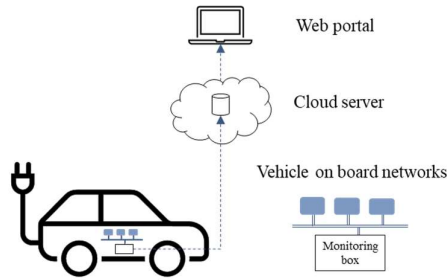 Web portal
Cloud server
Vehicle on board networks
Monitoring
box